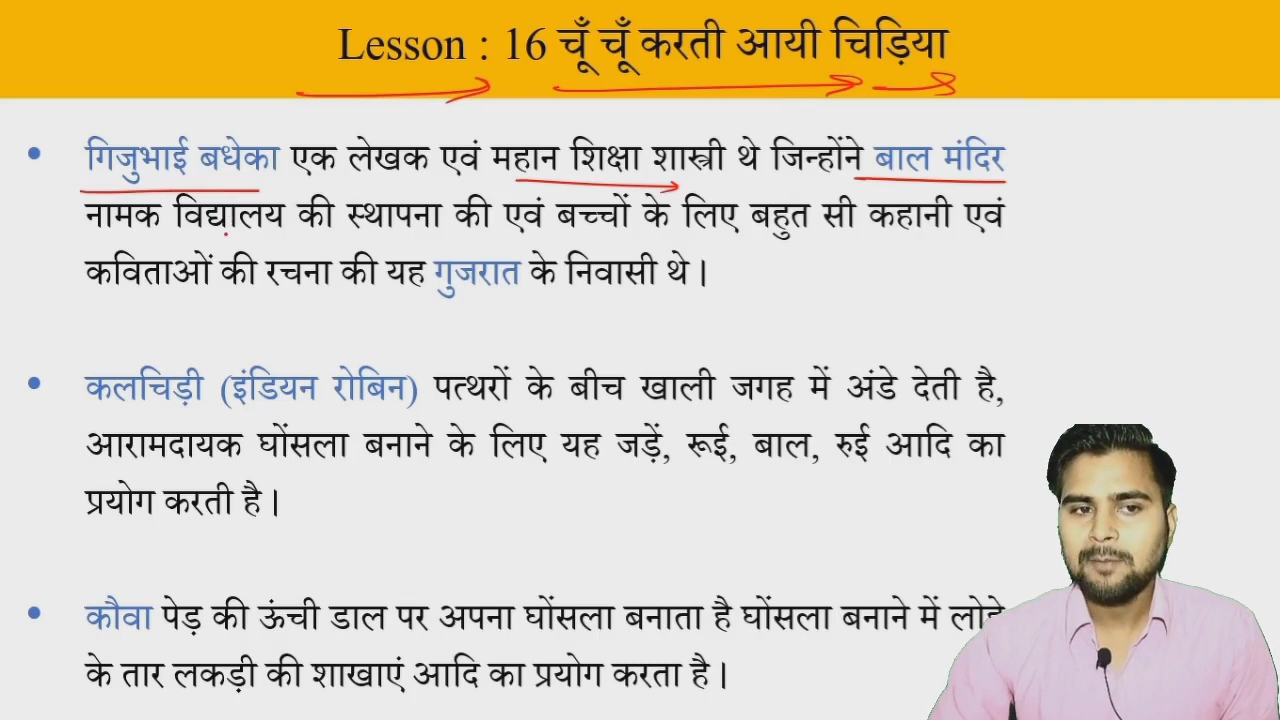 Lesson : 16 चूँ चूँ करती आयी चिड़िया
• गिजुभाई बधेका एक लेखक एवं महान शिक्षा शास्त्री थे जिन्होंने बाल मंदिर
नामक विद्यालय की स्थापना की एवं बच्चों के लिए बहुत सी कहानी एवं
कविताओं की रचना की यह गुजरात के निवासी थे।
• कलचिड़ी (इंडियन रोबिन) पत्थरों के बीच खाली जगह में अंडे देती है,
आरामदायक घोंसला बनाने के लिए यह जड़ें, रूई, बाल, रुई आदि का
प्रयोग करती है।
• कौवा पेड़ की ऊंची डाल पर अपना घोंसला बनाता है घोंसला बनाने में
के तार लकड़ी की शाखाएं आदि का प्रयोग करता है।